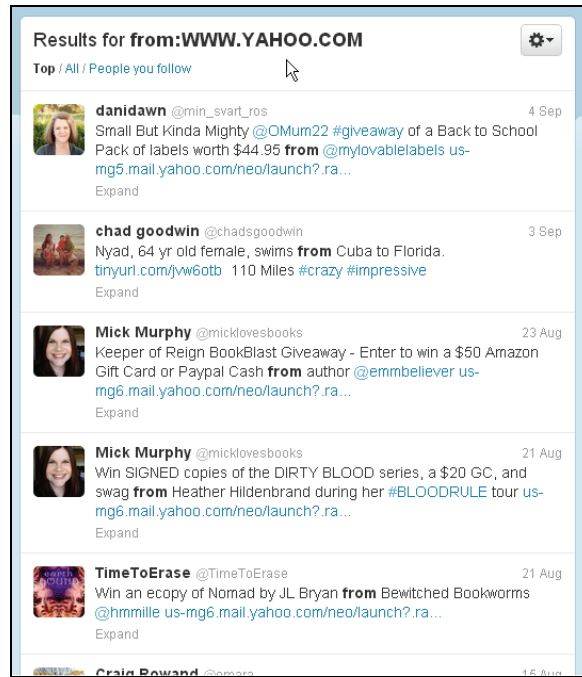 Results for from:WWW.YAHOO.COM
Top / All / People you follow
danidawn @min_svart_ros 4 Sep
Small But Kinda Mighty @OMum22 #giveaway of a Back to School
Pack of labels worth $44.95 from @mylovablelabels us-
mg5.mail.yahoo.com/neo/launch?.ra...
Expand
chad goodwin @chadsgoodwin 3 Sep
Nyad, 64 yr old female, swims from Cuba to Florida.
tinyurl.com/jvw6otb 110 Miles #crazy #impressive
Expand
Mick Murphy @micklovesbooks 23 Aug
Keeper of Reign BookBlast Giveaway - Enter to win a $50 Amazon
Gift Card or Paypal Cash from author @emmbeliever us-
mg6.mail.yahoo.com/neo/launch?.ra...
Expand
Mick Murphy @micklovesbooks 21 Aug
Win SIGNED copies of the DIRTY BLOOD series, a $20 GC, and
swag from Heather Hildenbrand during her #BLOODRULE tour us-
mg6.mail.yahoo.com/neo/launch?.ra...
Expand
earth BOUND
TimeToErase @TimeToErase 21 Aug
Win an ecopy of Nomad by JL Bryan from Bewitched Bookworms
@hmmille us-mg6.mail.yahoo.com/neo/launch?.ra...
Expand
Craig Rowand @omara 15 Aug